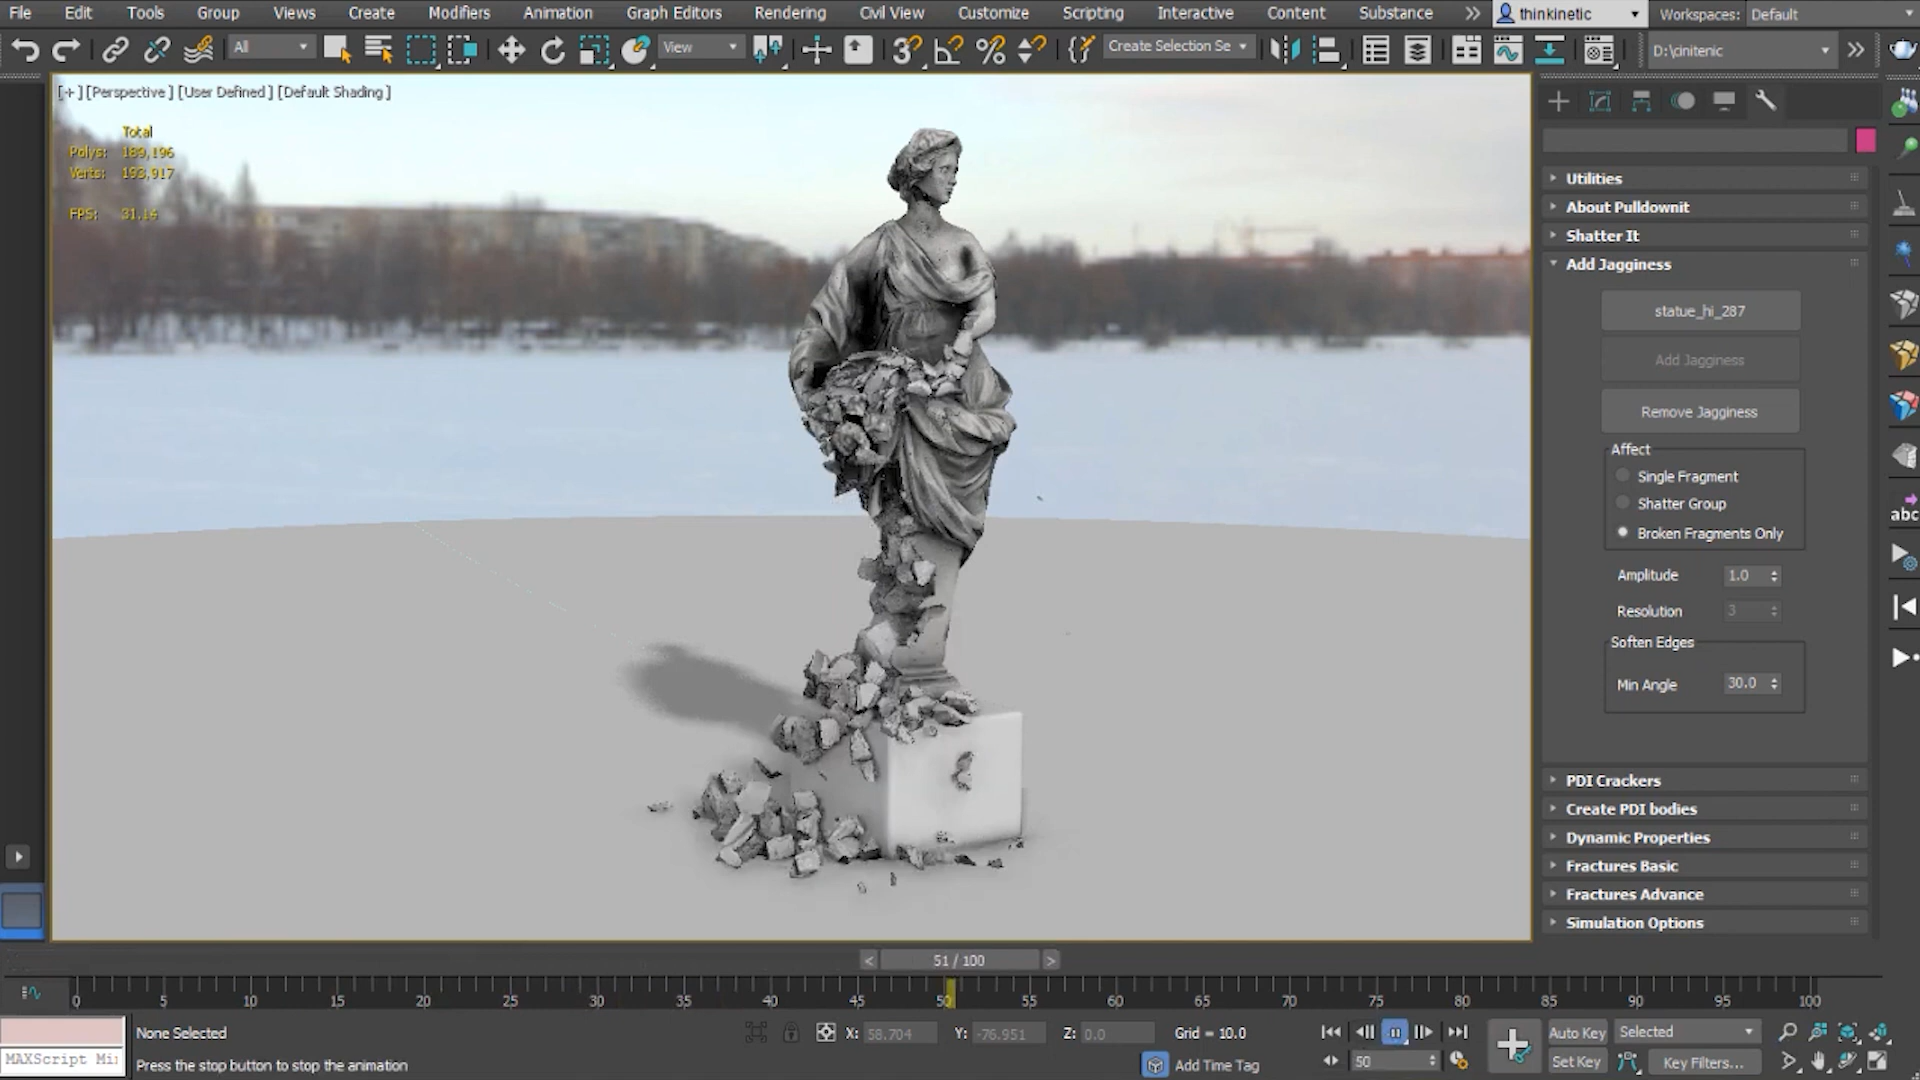 File Edit Tools Group Views Create Modifiers Animation Graph Editors Rendering Civil View Customize Scripting Interactive Content Substance thinkinetic Workspaces: Default
All View Create Selection Se D:\cinitenic
[+][Perspective][User Defined][Default Shading]
Total
Polys: 189,196
Verts: 193,917
FPS: 31.14
Utilities
About Pulldownit
Shatter It
Add Jagginess
statue_hi_287
Add Jagginess
Remove Jagginess
Affect
Single Fragment
Shatter Group
Broken Fragments Only
Amplitude 1.0
Resolution 3
Soften Edges
Min Angle 30.0
PDI Crackers
Create PDI bodies
Dynamic Properties
Fractures Basic
Fractures Advance
Simulation Options
abc
< 51 / 100 >
0 5 10 15 20 25 30 35 40 45 50 55 60 65 70 75 80 85 90 95 100
None Selected X: 58.704 Y: -76.951 Z: 0.0 Grid = 10.0 Auto Key Selected
MAXScript Mi Press the stop button to stop the animation Add Time Tag 50 Set Key Key Filters...